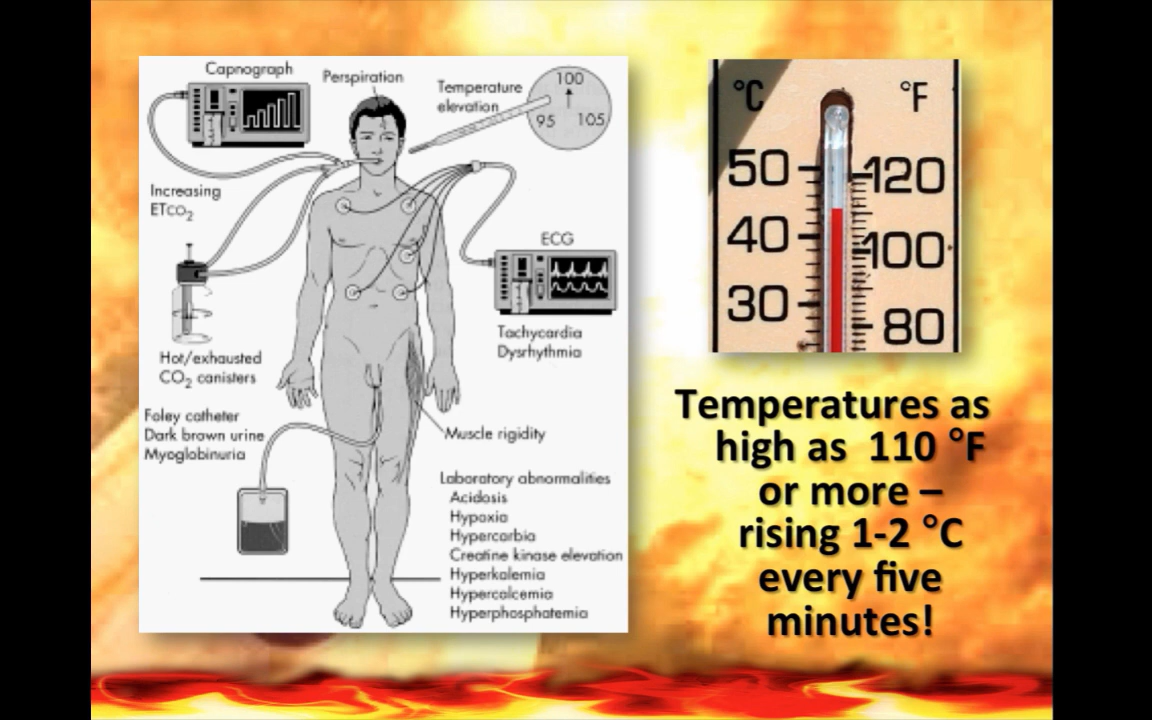 Capnograph
Perspiration
Temperature
elevation
100
95 105
Increasing
ETCO2
ECG
Tachycardia
Dysrhythmia
Hot/exhausted
CO2 canisters
Foley catheter
Dark brown urine
Myoglobinuria
Muscle rigidity
Laboratory abnormalities
Acidosis
Hypoxia
Hypercarbia
Creatine kinase elevation
Hyperkalemia
Hypercalcemia
Hyperphosphatemia
°C °F
50 120
40 100
30 80
Temperatures as
high as 110 °F
or more –
rising 1-2 °C
every five
minutes!